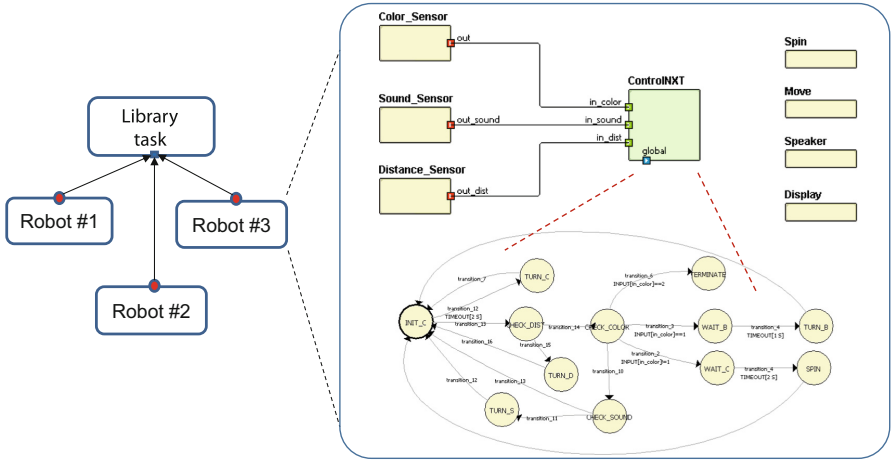 Library
task
Robot #1
Robot #3
Robot #2
Color_Sensor
out
Sound_Sensor
out_sound
Distance_Sensor
out_dist
ControlNXT
in_color
in_sound
in_dist
global
Spin
Move
Speaker
Display
transition_7
TURN_C
transition_12
TIMEOUT[2 S]
transition_13
INIT_C
CHECK_DIST
transition_14
CHECK_COLOR
transition_6
INPUT[in_color]==2
TERMINATE
transition_3
INPUT[in_color]==1
WAIT_B
transition_4
TIMEOUT[1 S]
TURN_B
transition_2
INPUT[in_color]!=1
WAIT_C
transition_4
TIMEOUT[2 S]
SPIN
transition_16
transition_15
TURN_D
transition_13
transition_10
transition_12
TURN_S
transition_11
CHECK_SOUND